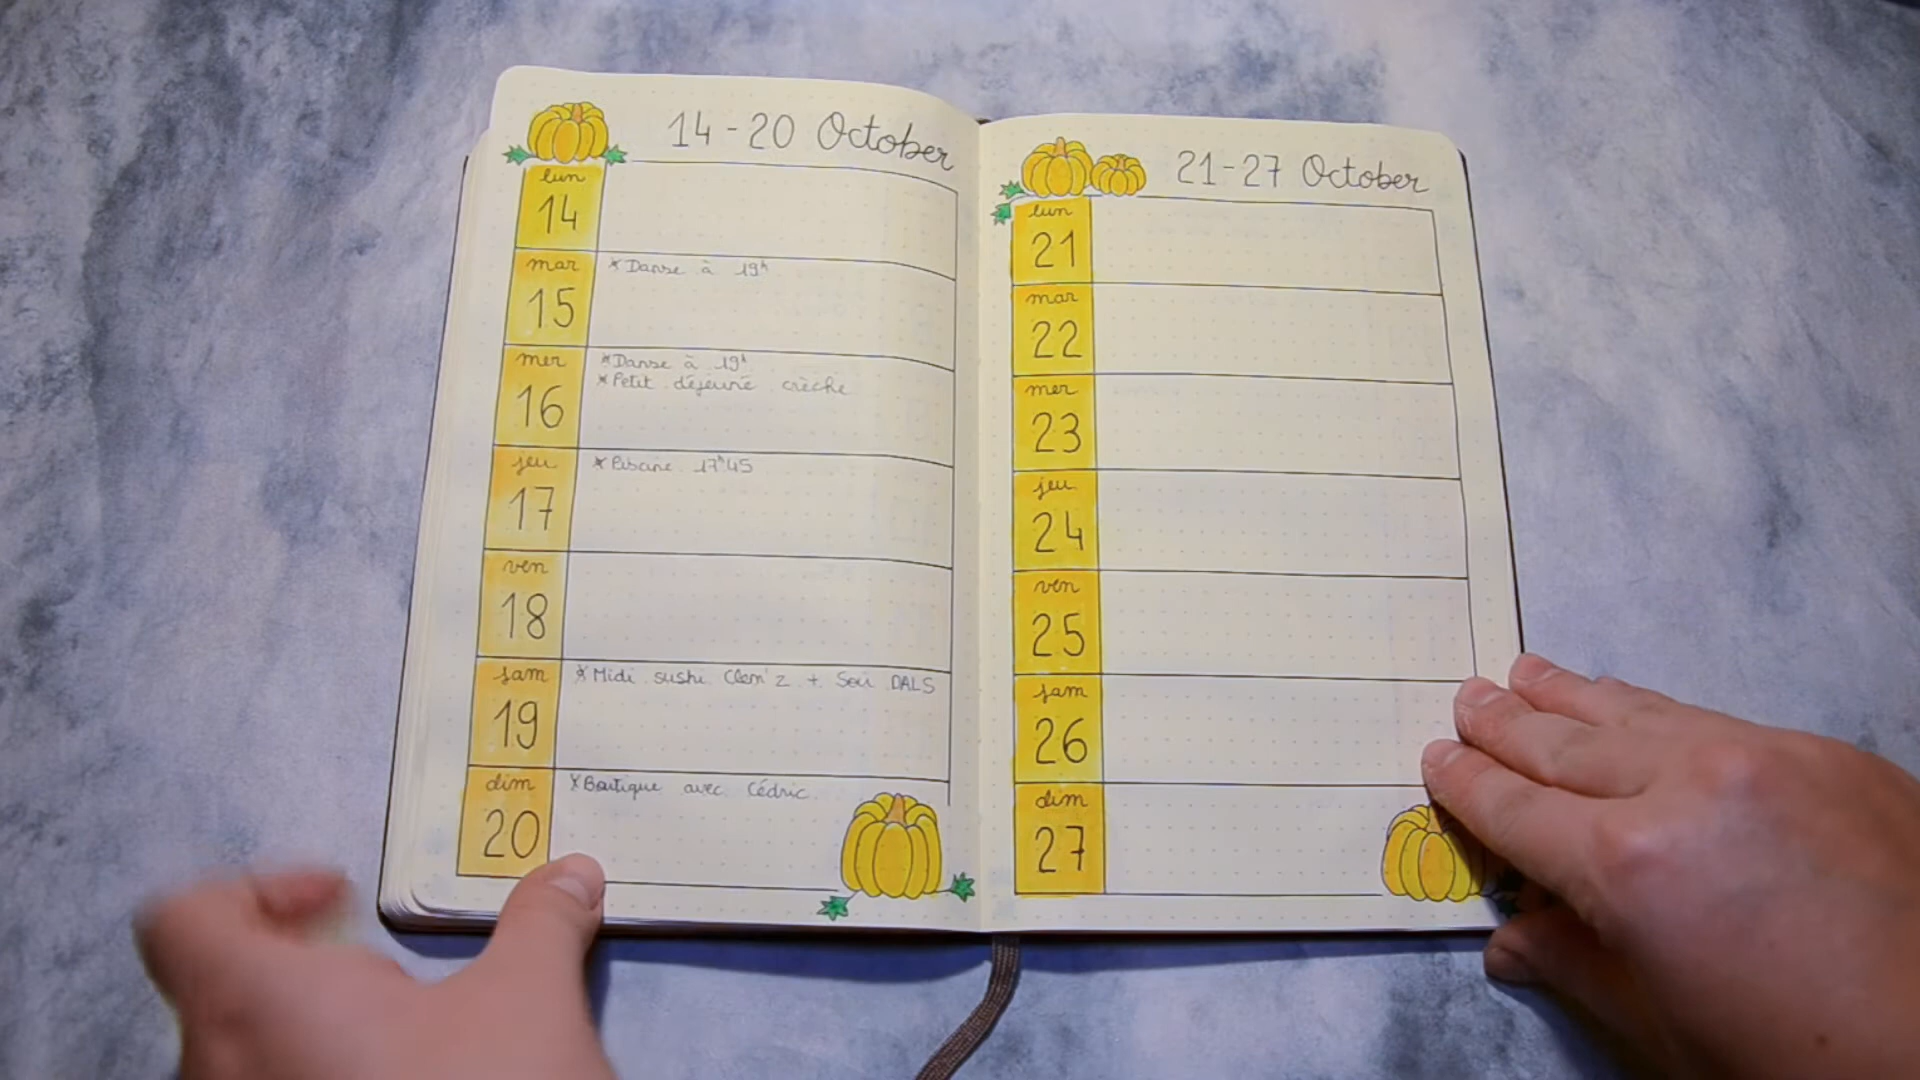 14-20 October
lun
14
mar
15
* Danse à 19h
mer
16
* Danse à 19h
* Petit déjeuné crèche
jeu
17
* Piscine 17h45
ven
18
sam
19
* Midi sushi Clem'z + Soir DALS
dim
20
* Boutique avec Cédric
21-27 October
lun
21
mar
22
mer
23
jeu
24
ven
25
sam
26
dim
27